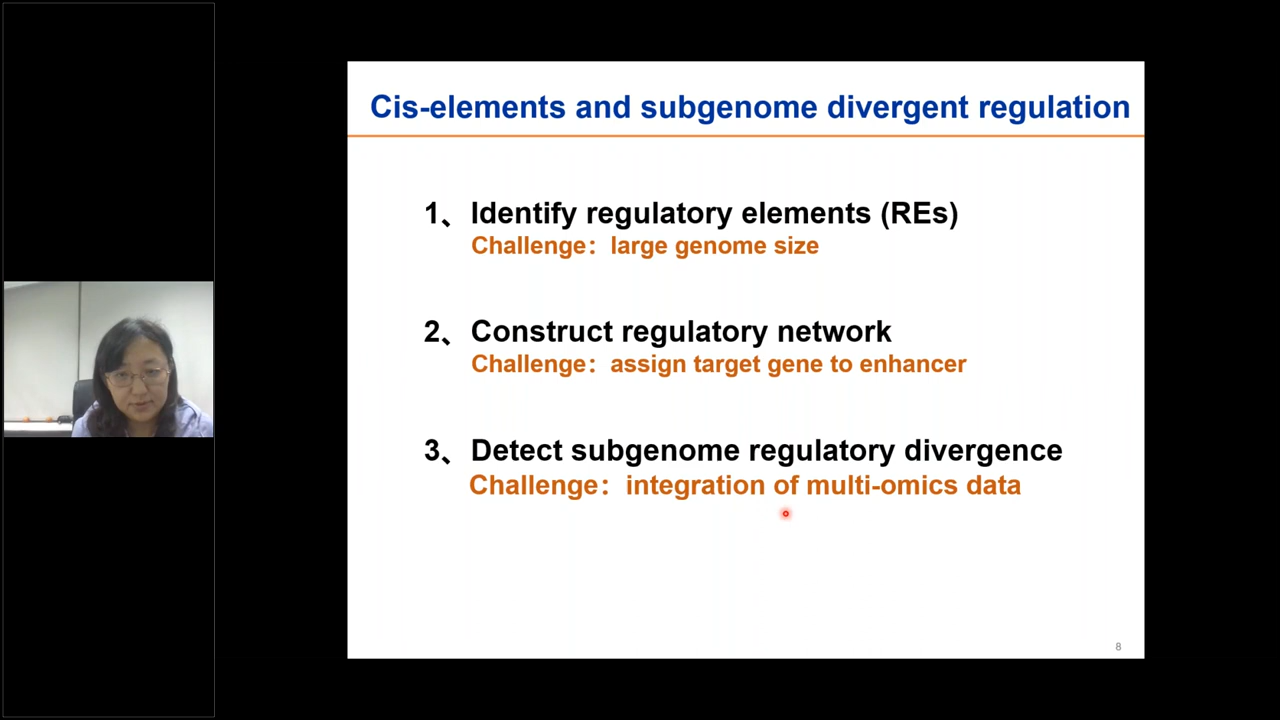 Cis-elements and subgenome divergent regulation
1、Identify regulatory elements (REs)
Challenge：large genome size
2、Construct regulatory network
Challenge：assign target gene to enhancer
3、Detect subgenome regulatory divergence
Challenge：integration of multi-omics data
8